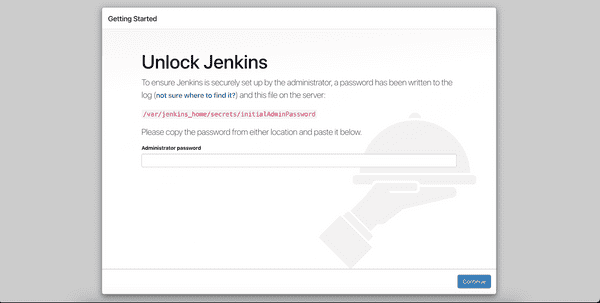 Getting Started
Unlock Jenkins
To ensure Jenkins is securely set up by the administrator, a password has been written to the
log (not sure where to find it?) and this file on the server:
/var/jenkins_home/secrets/initialAdminPassword
Please copy the password from either location and paste it below.
Administrator password
Continue